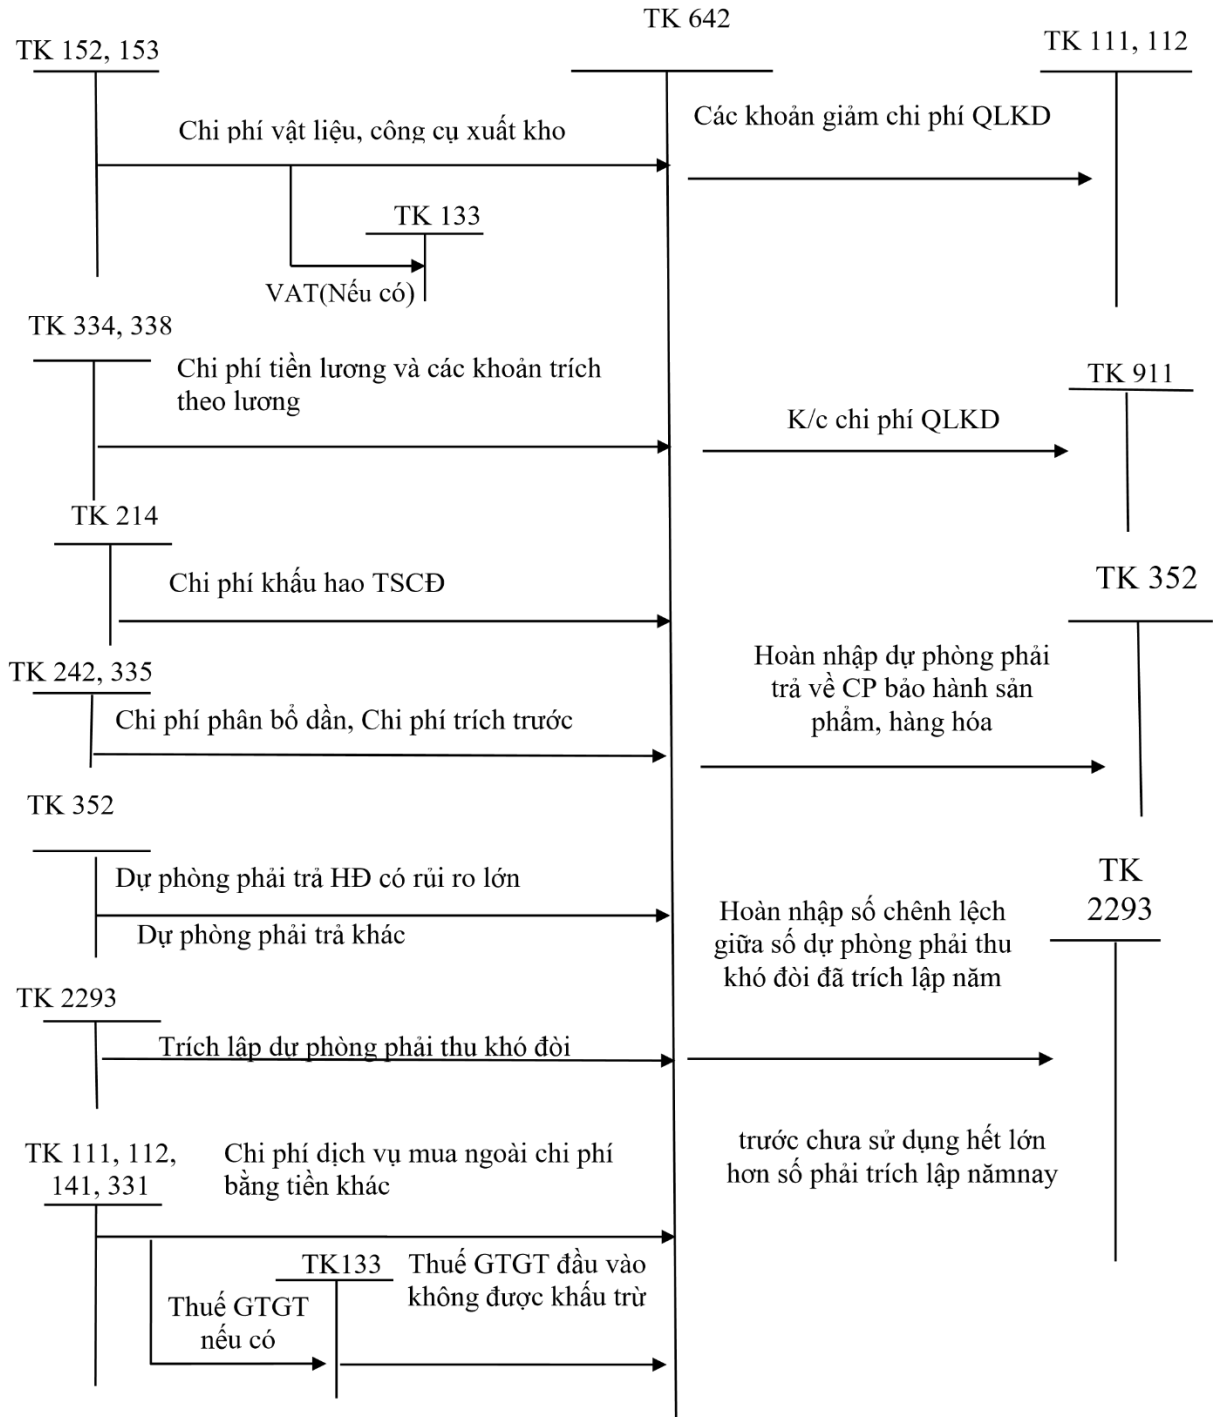 TK 642
TK 152, 153
TK 111, 112
Chi phí vật liệu, công cụ xuất kho
Các khoản giảm chi phí QLKD
TK 133
VAT(Nếu có)
TK 334, 338
Chi phí tiền lương và các khoản trích
theo lương
TK 911
K/c chi phí QLKD
TK 214
Chi phí khấu hao TSCĐ
TK 352
TK 242, 335
Chi phí phân bổ dần, Chi phí trích trước
Hoàn nhập dự phòng phải
trả về CP bảo hành sản
phẩm, hàng hóa
TK 352
Dự phòng phải trả HĐ có rủi ro lớn
Dự phòng phải trả khác
TK
2293
Hoàn nhập số chênh lệch
giữa số dự phòng phải thu
khó đòi đã trích lập năm
TK 2293
Trích lập dự phòng phải thu khó đòi
trước chưa sử dụng hết lớn
hơn số phải trích lập nămnay
TK 111, 112,
141, 331
Chi phí dịch vụ mua ngoài chi phí
bằng tiền khác
TK133
Thuế GTGT đầu vào
không được khấu trừ
Thuế GTGT
nếu có